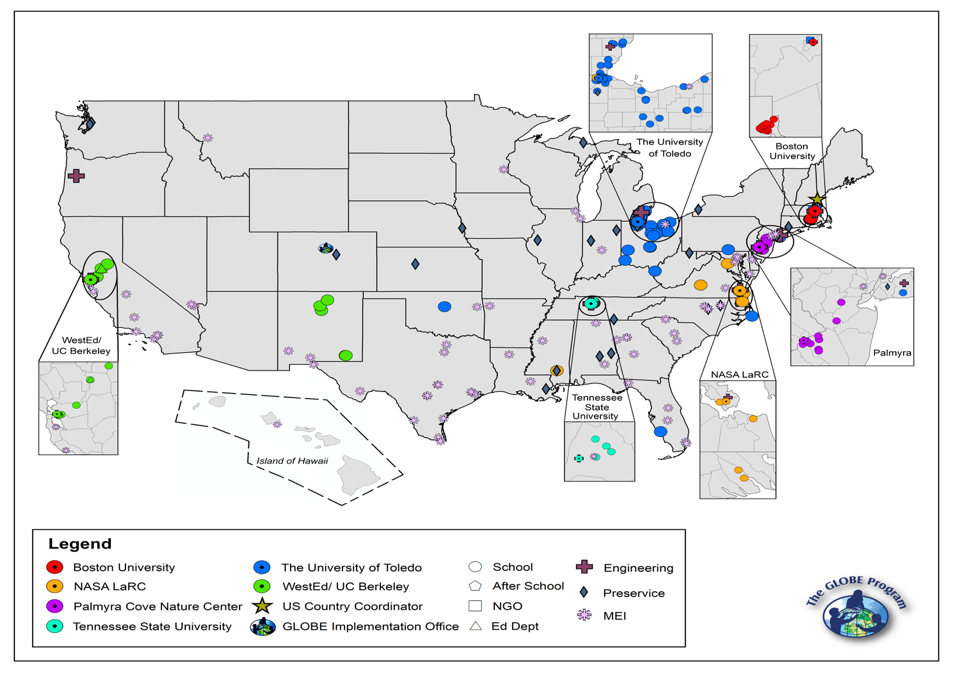 The University
of Toledo
Boston
University
WestEd/
UC Berkeley
Palmyra
NASA LaRC
Tennessee
State
University
Island of Hawaii
Legend
Boston University
NASA LaRC
Palmyra Cove Nature Center
Tennessee State University
The University of Toledo
WestEd/ UC Berkeley
US Country Coordinator
GLOBE Implementation Office
School
After School
NGO
Ed Dept
Engineering
Preservice
MEI
The GLOBE Program